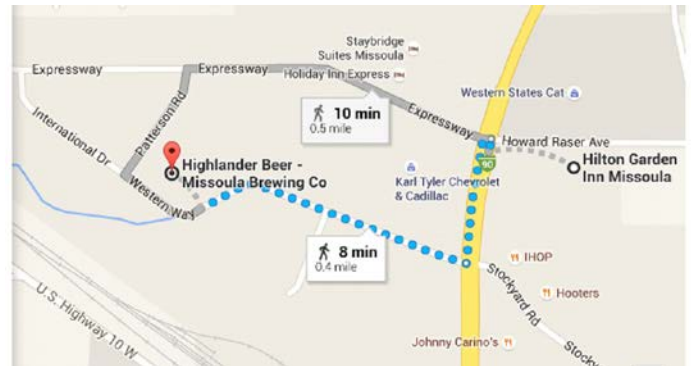 Staybridge
Suites Missoula
Expressway
Expressway
Holiday Inn Express
Western States Cat
10 min
0.5 mile
Expressway
Patterson Rd
International Dr
Howard Raser Ave
90
Highlander Beer -
Missoula Brewing Co
Hilton Garden
Inn Missoula
Karl Tyler Chevrolet
& Cadillac
Western Way
8 min
0.4 mile
IHOP
Stockyard Rd
Hooters
U.S. Highway 10 W
Johnny Carino's
Stocky